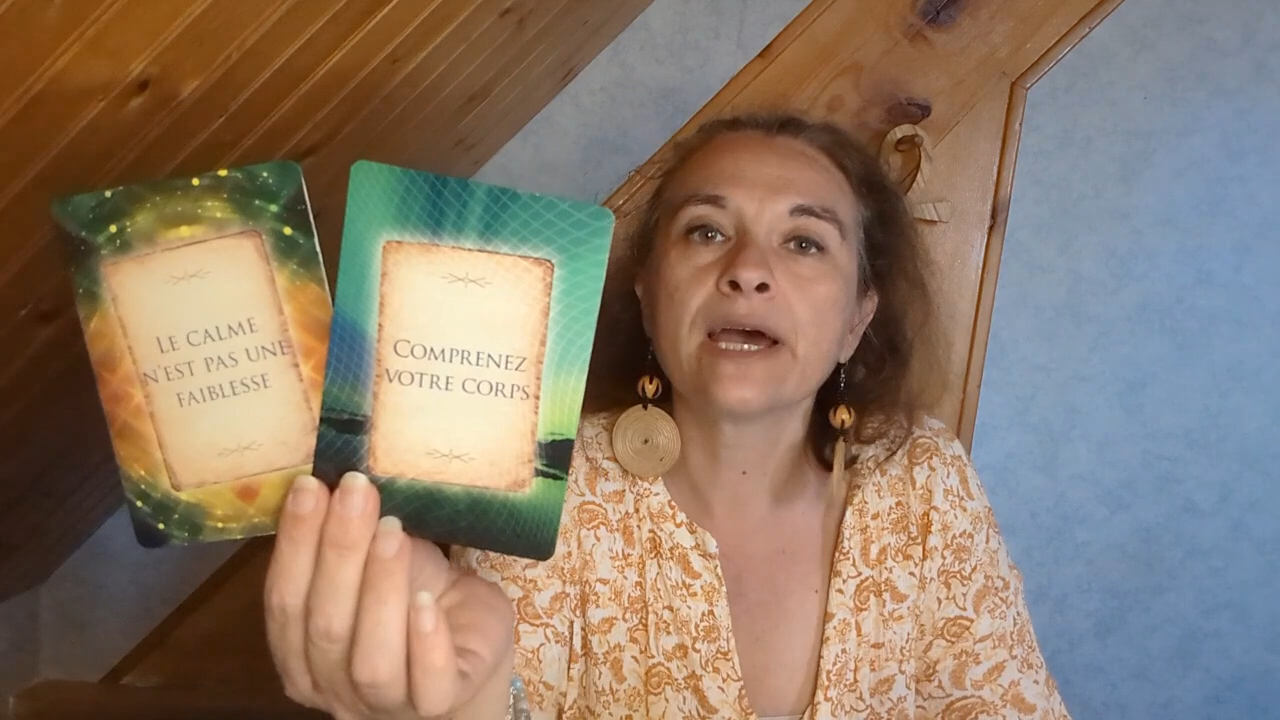 LE CALME
N'EST PAS UNE
FAIBLESSE
COMPRENEZ
VOTRE CORPS